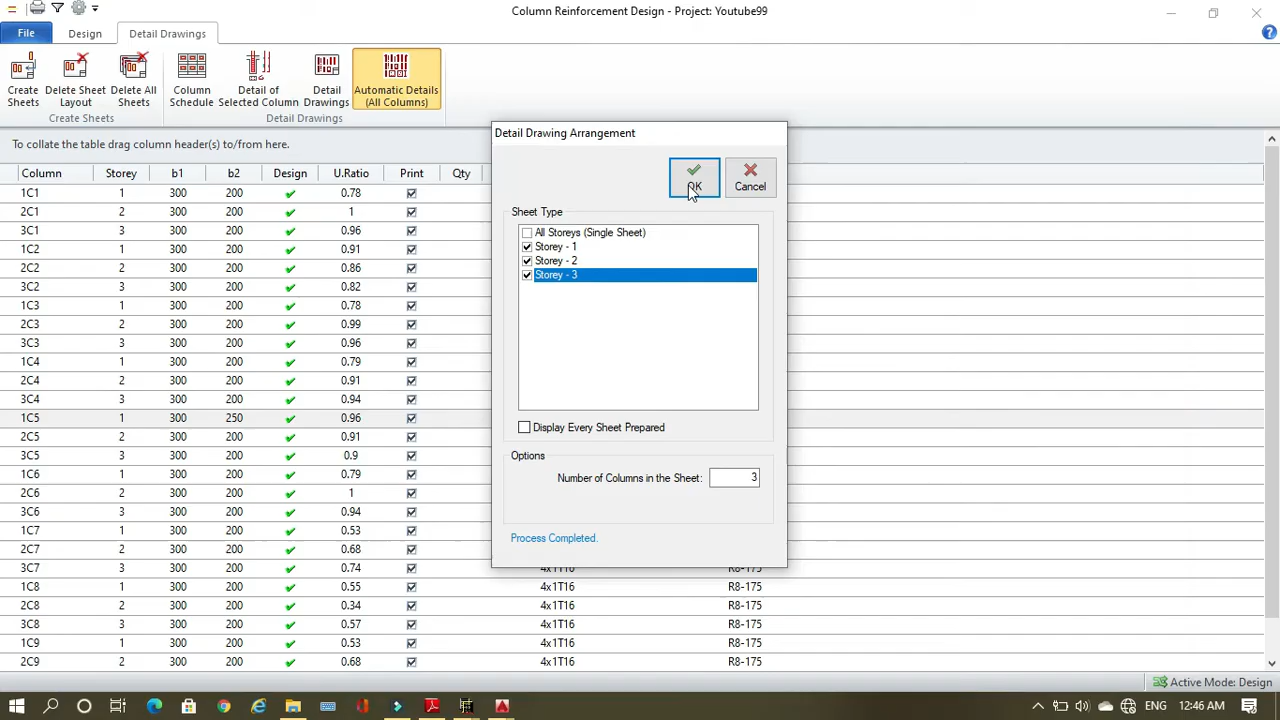 Column Reinforcement Design - Project: Youtube99
File
Design
Detail Drawings
Create Sheets
Delete Sheet Layout
Delete All Sheets
Column Schedule
Detail of Selected Column
Detail Drawings
Automatic Details (All Columns)
Create Sheets
Detail Drawings
To collate the table drag column header(s) to/from here.
Column Storey b1 b2 Design U.Ratio Print Qty
1C1 1 300 200 0.78
2C1 2 300 200 1
3C1 3 300 200 0.96
1C2 1 300 200 0.91
2C2 2 300 200 0.86
3C2 3 300 200 0.82
1C3 1 300 200 0.78
2C3 2 300 200 0.99
3C3 3 300 200 0.96
1C4 1 300 200 0.79
2C4 2 300 200 0.91
3C4 3 300 200 0.94
1C5 1 300 250 0.96
2C5 2 300 200 0.91
3C5 3 300 200 0.9
1C6 1 300 200 0.79
2C6 2 300 200 1
3C6 3 300 200 0.94
1C7 1 300 200 0.53
2C7 2 300 200 0.68
3C7 3 300 200 0.74 4x1T16 R8-175
1C8 1 300 200 0.55 4x1T16 R8-175
2C8 2 300 200 0.34 4x1T16 R8-175
3C8 3 300 200 0.57 4x1T16 R8-175
1C9 1 300 200 0.53 4x1T16 R8-175
2C9 2 300 200 0.68 4x1T16 R8-175
Detail Drawing Arrangement
OK
Cancel
Sheet Type
All Storeys (Single Sheet)
Storey - 1
Storey - 2
Storey - 3
Display Every Sheet Prepared
Options
Number of Columns in the Sheet: 3
Process Completed.
Active Mode: Design
ENG 12:46 AM